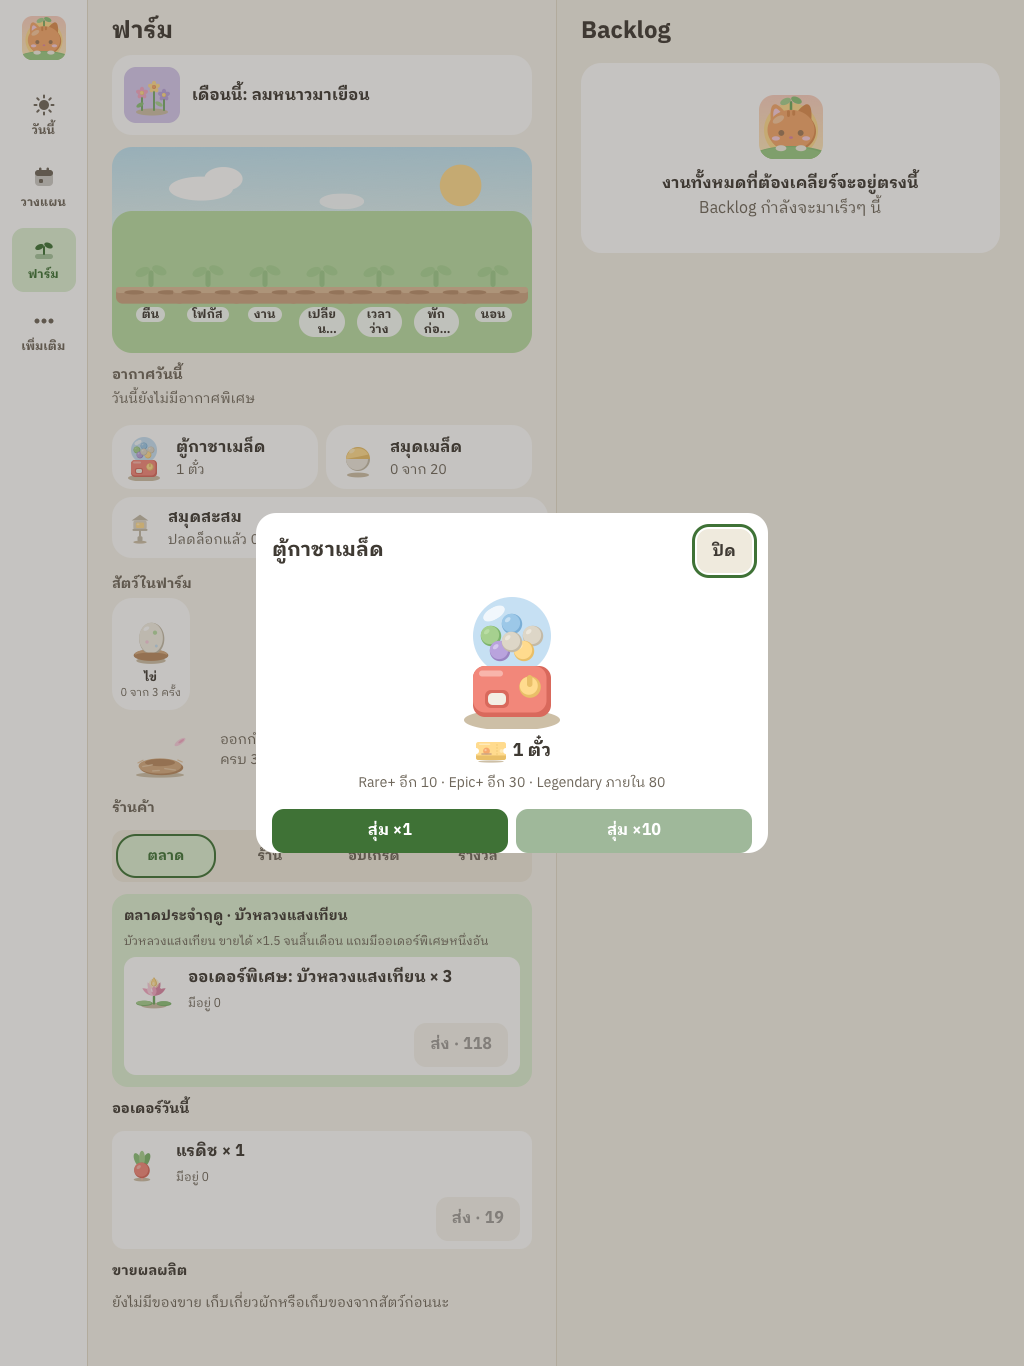 วันนี้
วางแผน
ฟาร์ม
เพิ่มเติม
ฟาร์ม
เดือนนี้: ลมหนาวมาเยือน
ตื่น
โฟกัส
งาน
เปลี่ย
น...
เวลา
ว่าง
พัก
ก่อ...
นอน
อากาศวันนี้
วันนี้ยังไม่มีอากาศพิเศษ
ตู้กาชาเมล็ด
1 ตั๋ว
สมุดเมล็ด
0 จาก 20
สมุดสะสม
ปลดล็อกแล้ว
สัตว์ในฟาร์ม
ไข่
0 จาก 3 ครั้ง
ครบ 3
ร้านค้า
ตลาด
ร้าน
อัปเกรด
รางวัล
ตลาดประจำฤดู · บัวหลวงแสงเทียน
บัวหลวงแสงเทียน ขายได้ ×1.5 จนสิ้นเดือน แถมมีออเดอร์พิเศษหนึ่งอัน
ออเดอร์พิเศษ: บัวหลวงแสงเทียน × 3
มีอยู่ 0
ส่ง · 118
ออเดอร์วันนี้
แรดิช × 1
มีอยู่ 0
ส่ง · 19
ขายผลผลิต
ยังไม่มีของขาย เก็บเกี่ยวผักหรือเก็บของจากสัตว์ก่อนนะ
Backlog
งานทั้งหมดที่ต้องเคลียร์จะอยู่ตรงนี้
Backlog กำลังจะมาเร็วๆ นี้
ตู้กาชาเมล็ด
ปิด
1 ตั๋ว
Rare+ อีก 10 · Epic+ อีก 30 · Legendary ภายใน 80
สุ่ม ×1
สุ่ม ×10